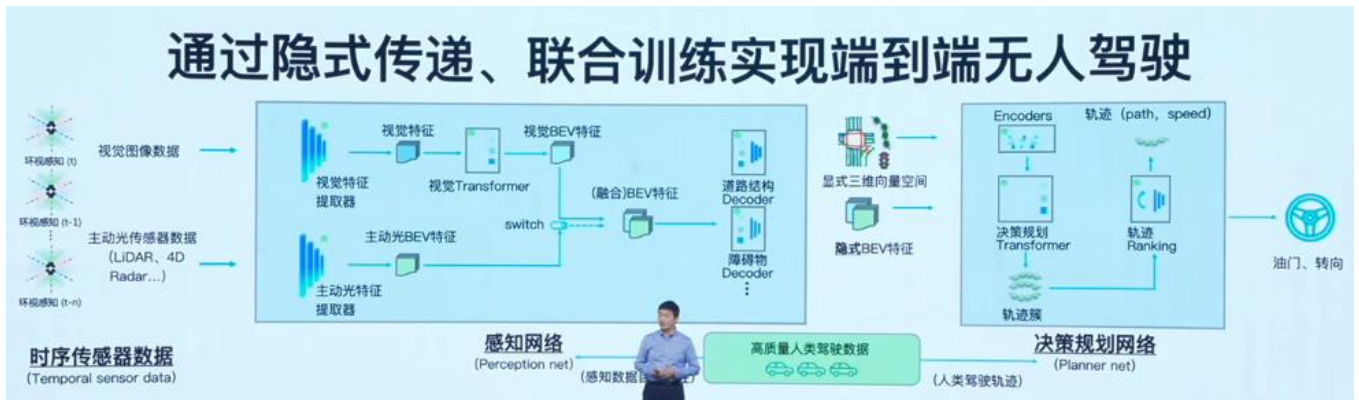 通过隐式传递、联合训练实现端到端无人驾驶
环视感知 (t)
环视感知 (t-1)
环视感知 (t-n)
视觉图像数据
主动光传感器数据
(LiDAR、4D
Radar...)
时序传感器数据
(Temporal sensor data)
视觉特征
提取器
视觉特征
视觉Transformer
视觉BEV特征
主动光特征
提取器
主动光BEV特征
switch
(融合)BEV特征
道路结构
Decoder
障碍物
Decoder
感知网络
(Perception net)
(感知数据
高质量人类驾驶数据
(人类驾驶轨迹)
显式三维向量空间
隐式BEV特征
Encoders
决策规划
Transformer
轨迹簇
轨迹 (path, speed)
轨迹
Ranking
决策规划网络
(Planner net)
油门、转向